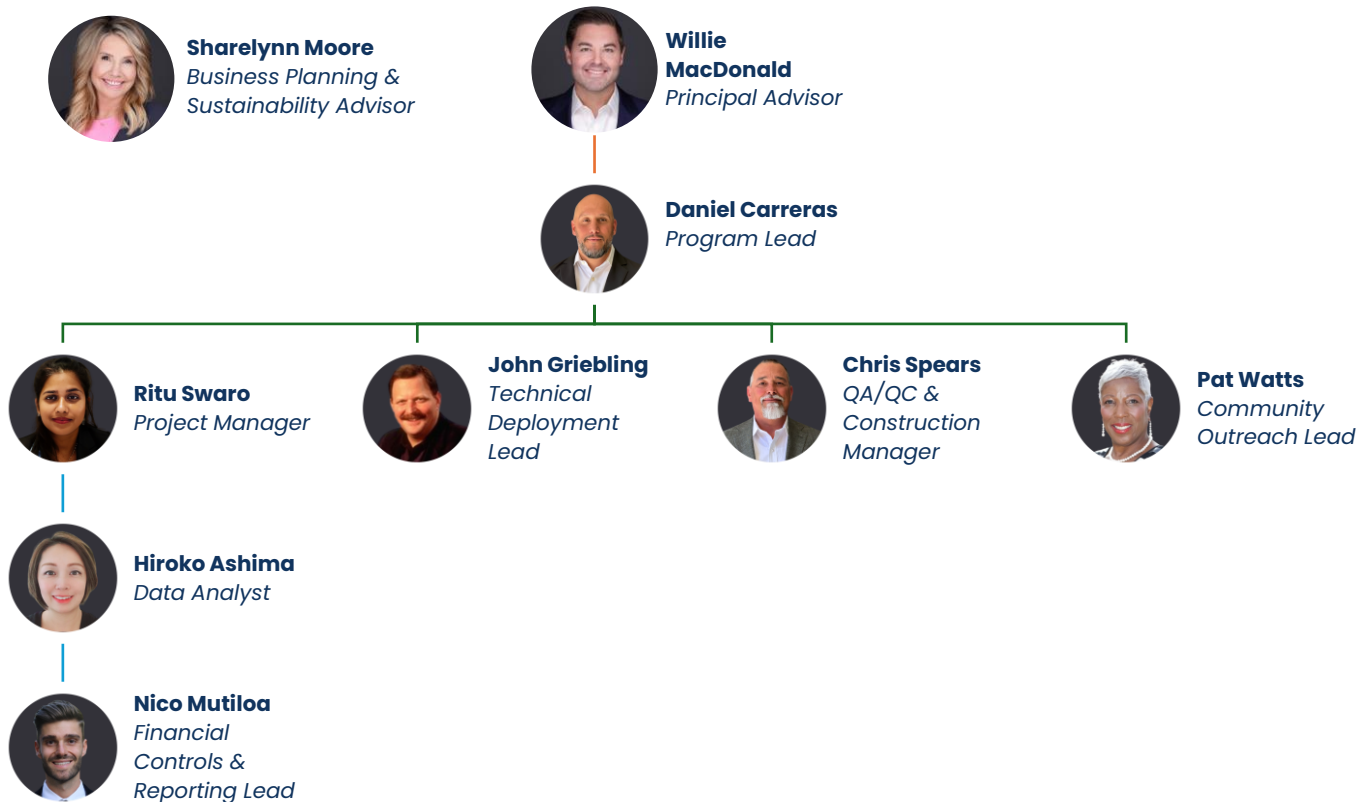 Sharelynn Moore
Business Planning &
Sustainability Advisor
Willie
MacDonald
Principal Advisor
Daniel Carreras
Program Lead
Ritu Swaro
Project Manager
John Griebling
Technical
Deployment
Lead
Chris Spears
QA/QC &
Construction
Manager
Pat Watts
Community
Outreach Lead
Hiroko Ashima
Data Analyst
Nico Mutiloa
Financial
Controls &
Reporting Lead